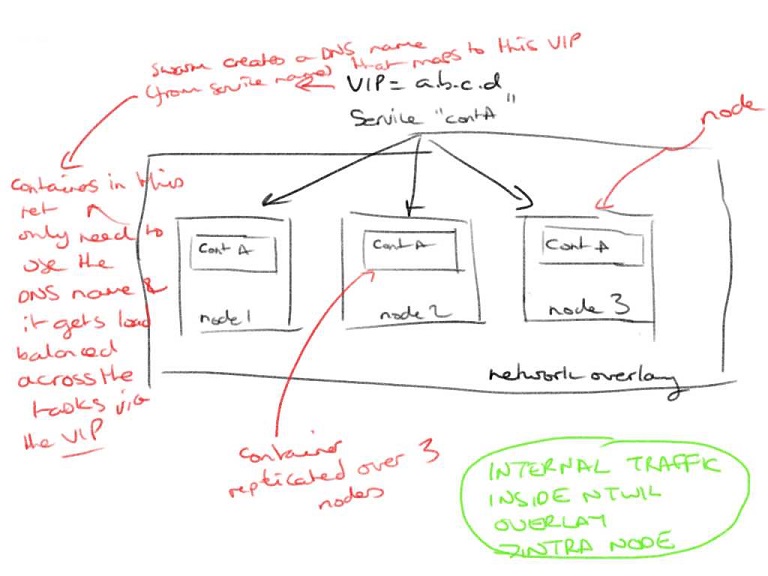 Swarm creates a DNS name
(from service name) that maps to this VIP
VIP = a.b.c.d
Service "contA"
node
Containers in this
net
only need to
use the
DNS name &
it gets load
balanced
across the
tasks via
the VIP
Cont A
node 1
Cont A
node 2
Cont A
node 3
network overlay
Container
replicated over 3
nodes
INTERNAL TRAFFIC
INSIDE NTWK
OVERLAY
INTRA NODE